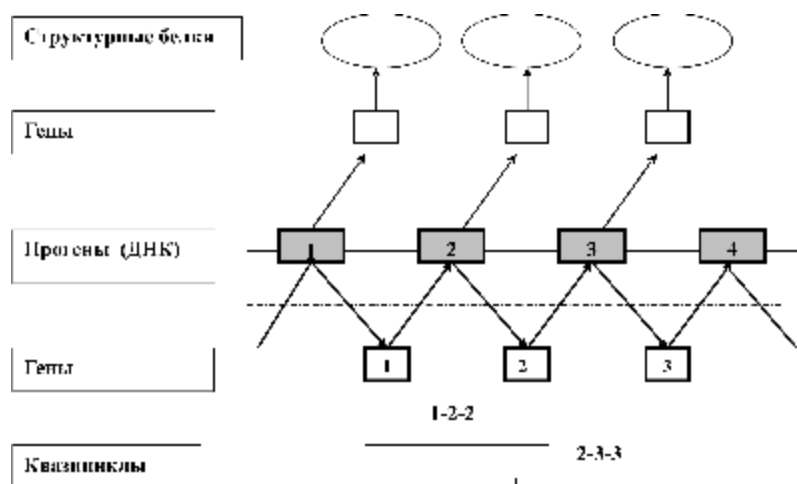 Структурные белки
Гены
Прогены (ДНК)
1 2 3 4
Гены
1 2 3
1-2-2
2-3-3
Квазициклы